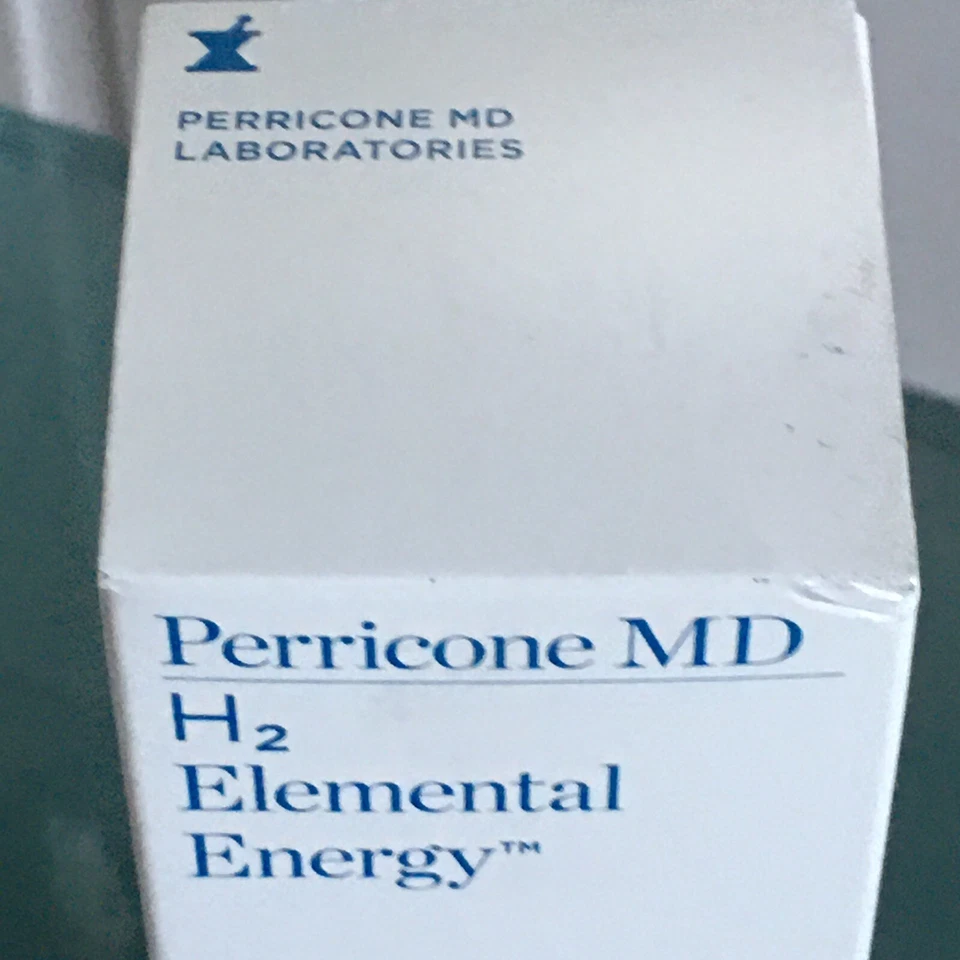 PERRICONE MD
LABORATORIES
Perricone MD
H₂
Elemental
Energy™